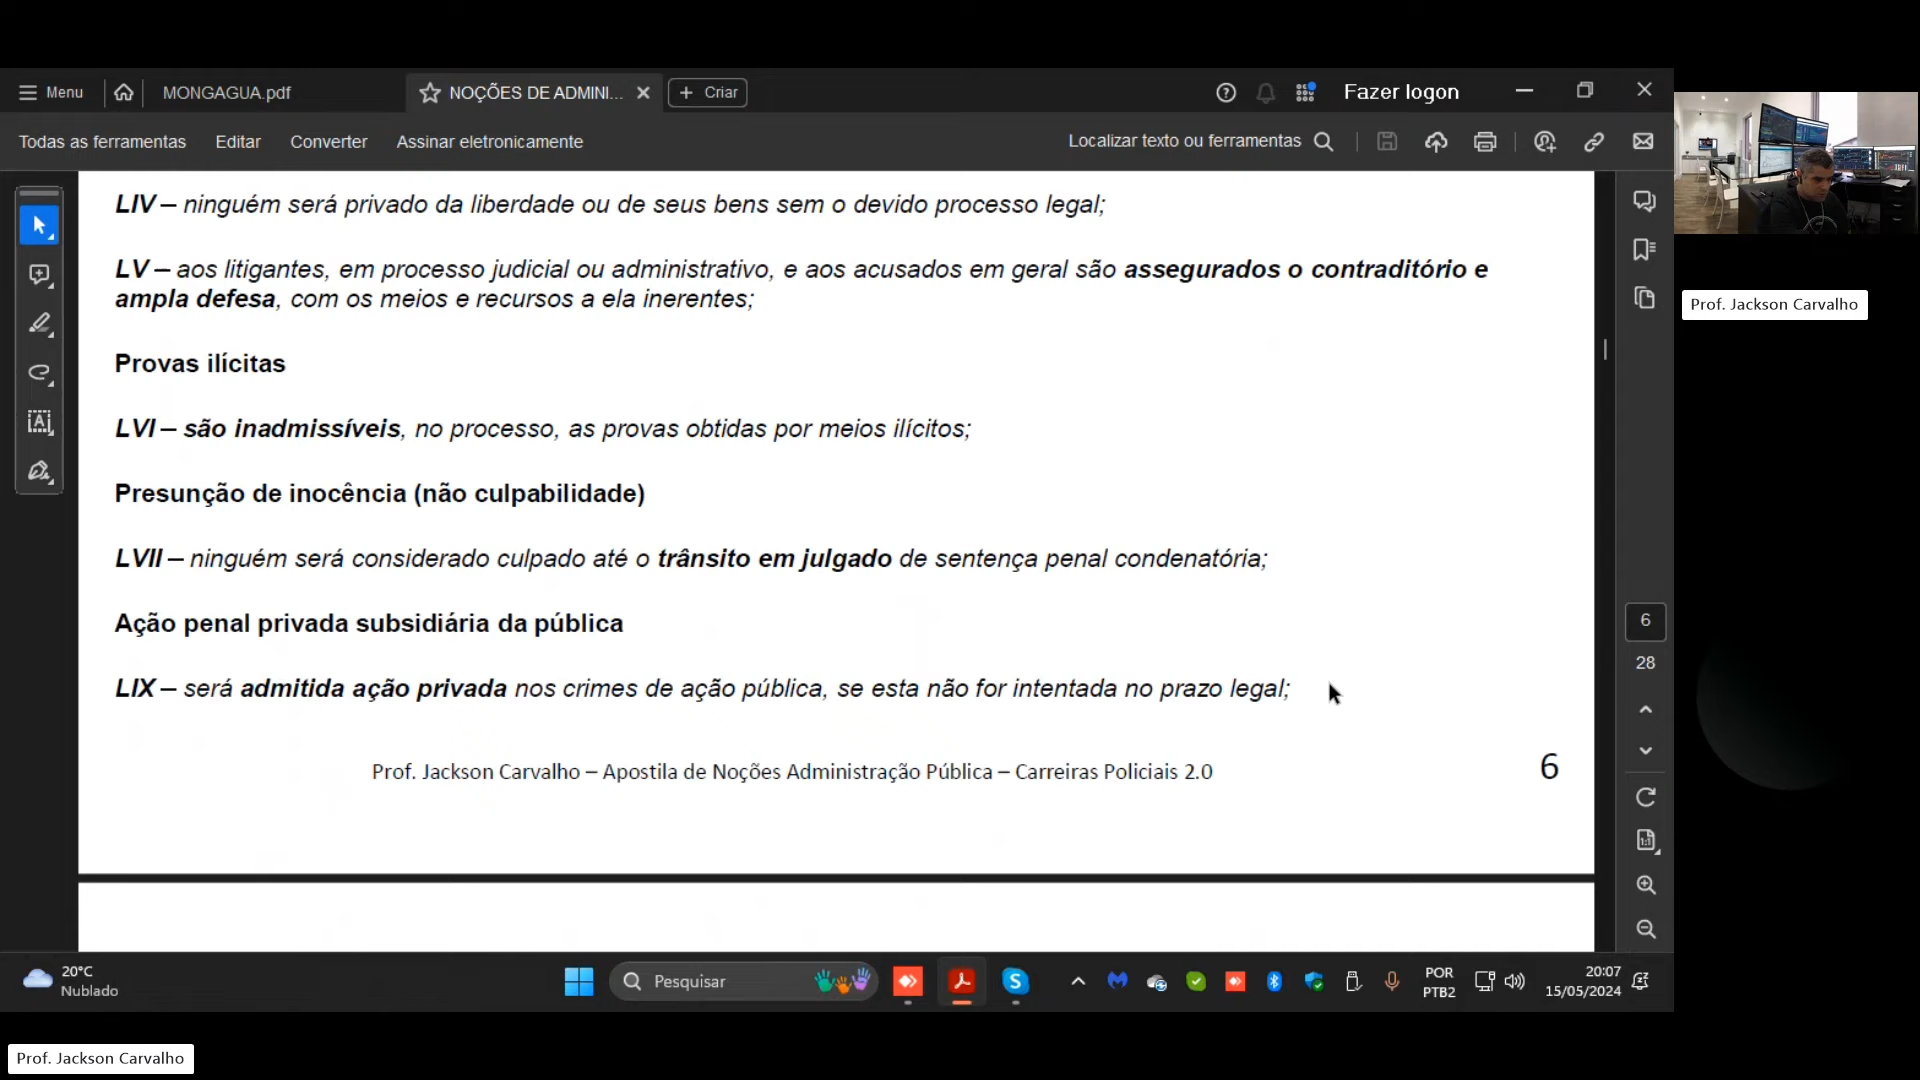 Menu
MONGAGUA.pdf
NOÇÕES DE ADMINI...
Criar
Fazer logon
Todas as ferramentas
Editar
Converter
Assinar eletronicamente
Localizar texto ou ferramentas
LIV – ninguém será privado da liberdade ou de seus bens sem o devido processo legal;
LV – aos litigantes, em processo judicial ou administrativo, e aos acusados em geral são assegurados o contraditório e
ampla defesa, com os meios e recursos a ela inerentes;
Provas ilícitas
LVI – são inadmissíveis, no processo, as provas obtidas por meios ilícitos;
Presunção de inocência (não culpabilidade)
LVII – ninguém será considerado culpado até o trânsito em julgado de sentença penal condenatória;
Ação penal privada subsidiária da pública
LIX – será admitida ação privada nos crimes de ação pública, se esta não for intentada no prazo legal;
Prof. Jackson Carvalho – Apostila de Noções Administração Pública – Carreiras Policiais 2.0
6
6
28
Prof. Jackson Carvalho
20°C
Nublado
Pesquisar
POR
PTB2
20:07
15/05/2024
Prof. Jackson Carvalho